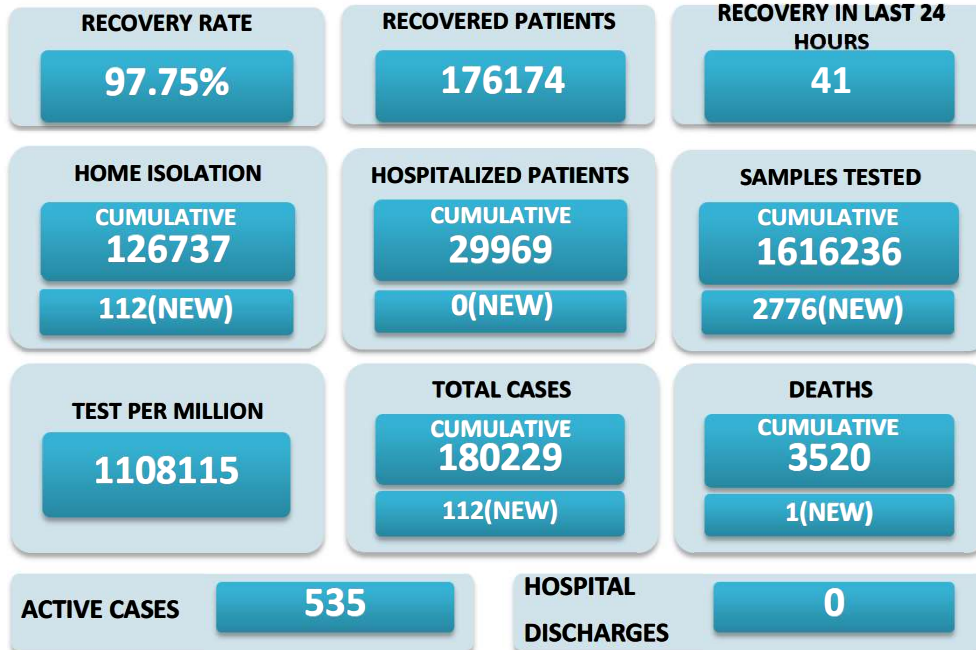 RECOVERY RATE
97.75%
RECOVERED PATIENTS
176174
RECOVERY IN LAST 24
HOURS
41
HOME ISOLATION
CUMULATIVE
126737
112(NEW)
HOSPITALIZED PATIENTS
CUMULATIVE
29969
0(NEW)
SAMPLES TESTED
CUMULATIVE
1616236
2776(NEW)
TEST PER MILLION
1108115
TOTAL CASES
CUMULATIVE
180229
112(NEW)
DEATHS
CUMULATIVE
3520
1(NEW)
ACTIVE CASES
535
HOSPITAL
DISCHARGES
0